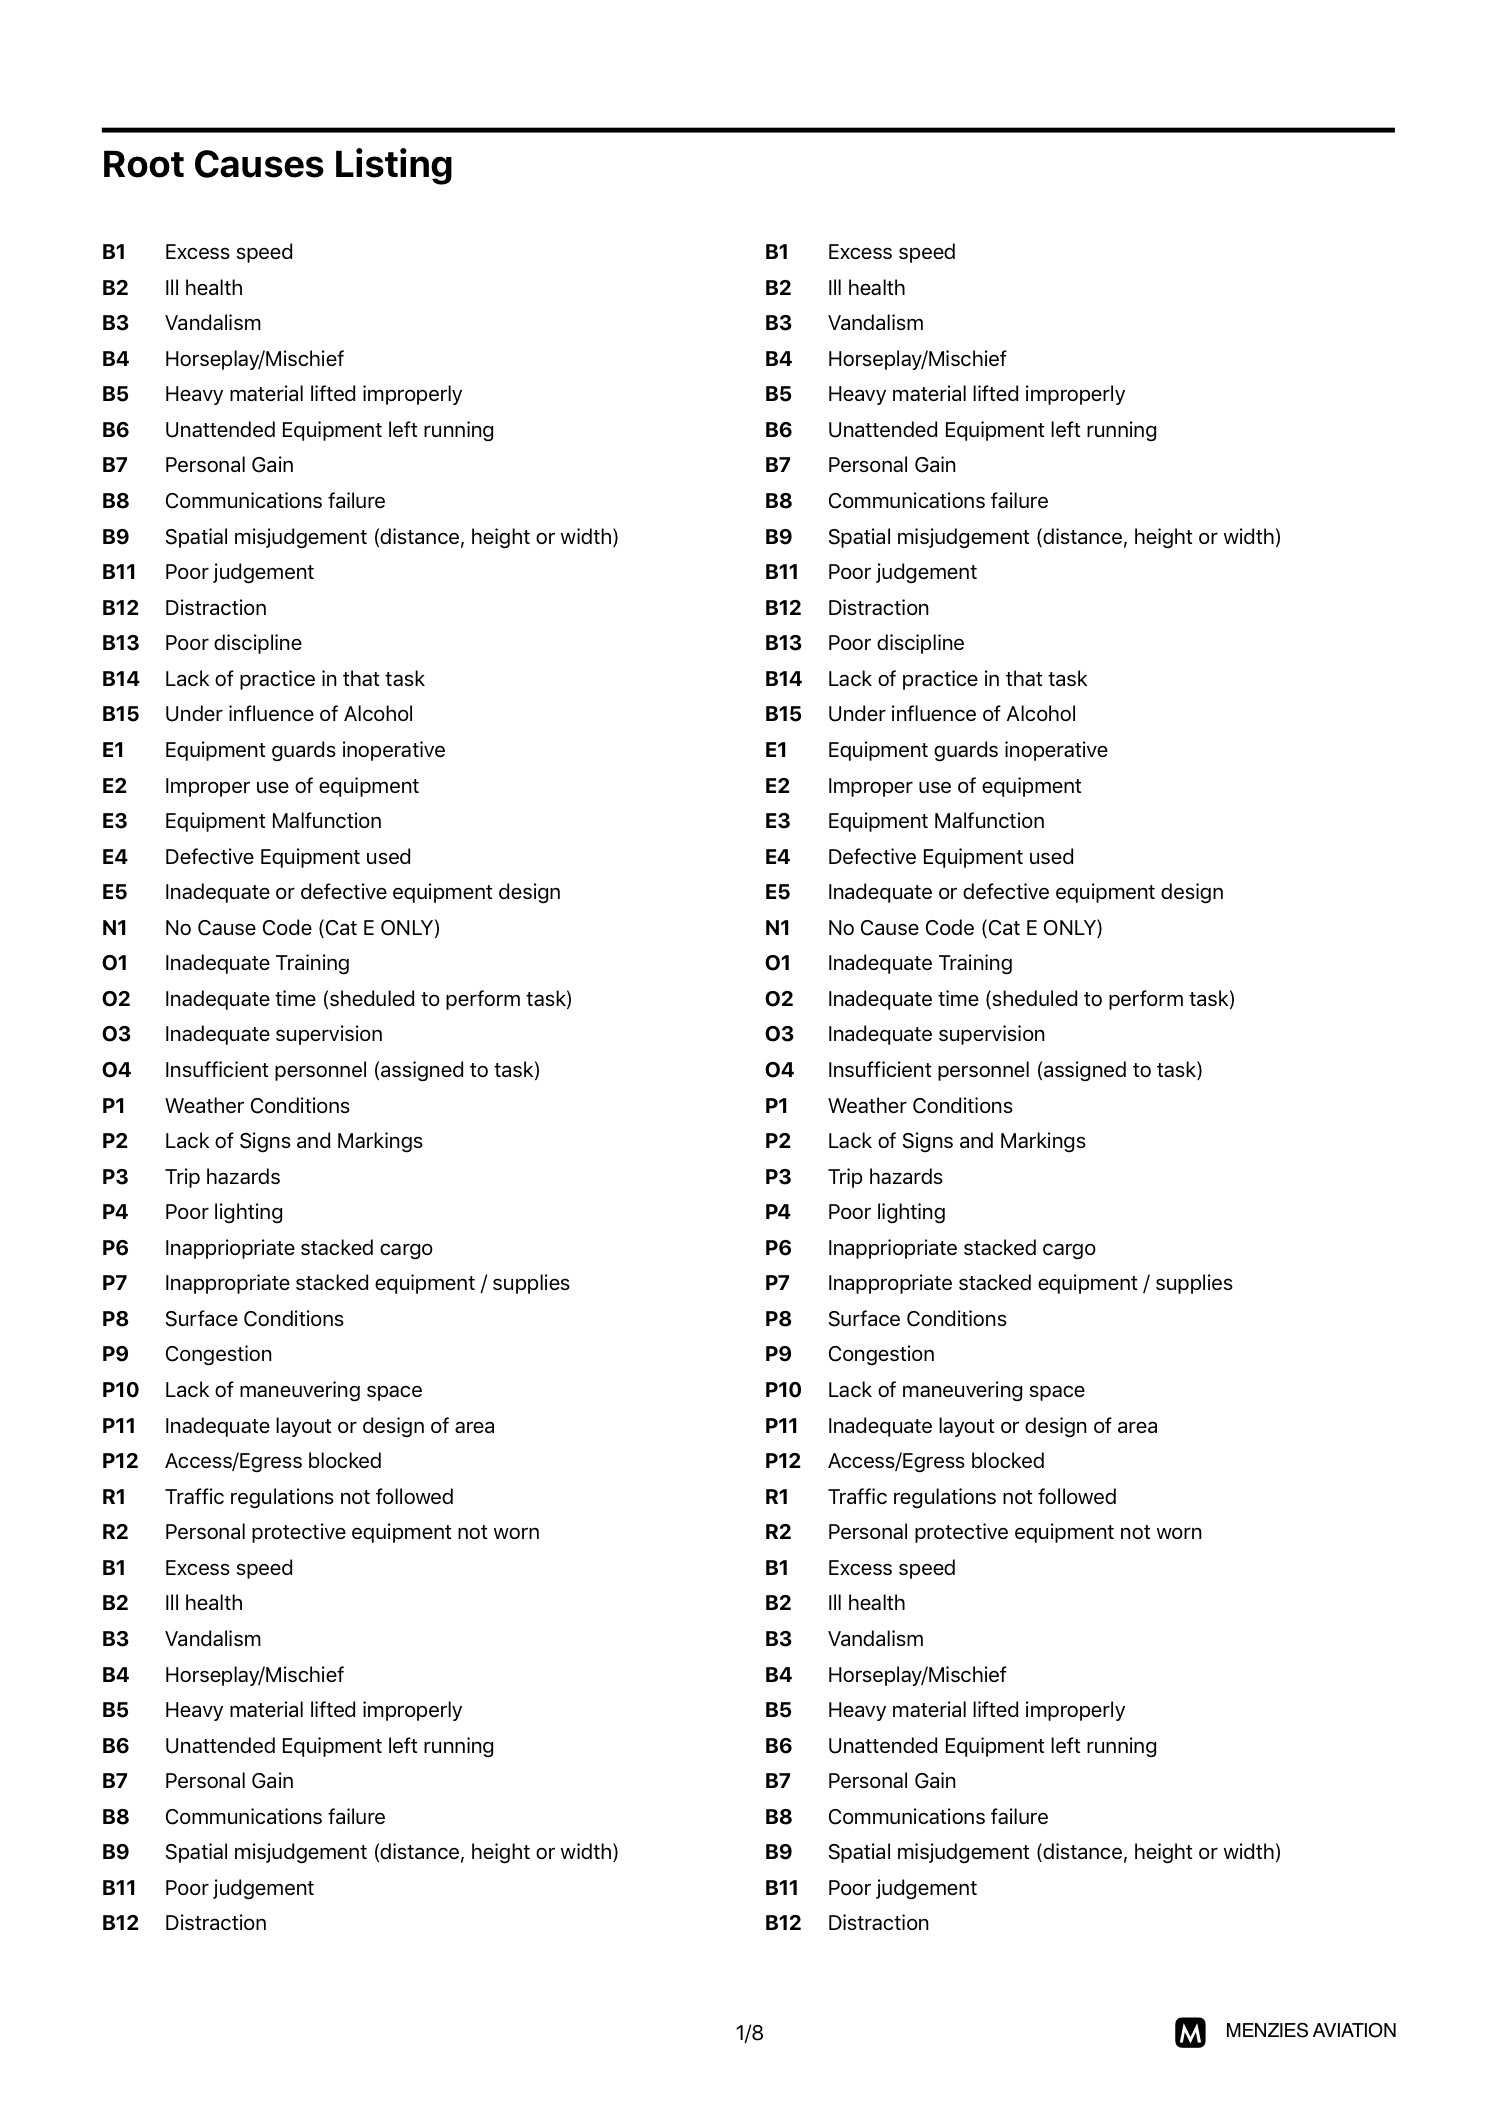 Root Causes Listing
B1 Excess speed
B2 Ill health
B3 Vandalism
B4 Horseplay/Mischief
B5 Heavy material lifted improperly
B6 Unattended Equipment left running
B7 Personal Gain
B8 Communications failure
B9 Spatial misjudgement (distance, height or width)
B11 Poor judgement
B12 Distraction
B13 Poor discipline
B14 Lack of practice in that task
B15 Under influence of Alcohol
E1 Equipment guards inoperative
E2 Improper use of equipment
E3 Equipment Malfunction
E4 Defective Equipment used
E5 Inadequate or defective equipment design
N1 No Cause Code (Cat E ONLY)
O1 Inadequate Training
O2 Inadequate time (sheduled to perform task)
O3 Inadequate supervision
O4 Insufficient personnel (assigned to task)
P1 Weather Conditions
P2 Lack of Signs and Markings
P3 Trip hazards
P4 Poor lighting
P6 Inappriopriate stacked cargo
P7 Inappropriate stacked equipment / supplies
P8 Surface Conditions
P9 Congestion
P10 Lack of maneuvering space
P11 Inadequate layout or design of area
P12 Access/Egress blocked
R1 Traffic regulations not followed
R2 Personal protective equipment not worn
B1 Excess speed
B2 Ill health
B3 Vandalism
B4 Horseplay/Mischief
B5 Heavy material lifted improperly
B6 Unattended Equipment left running
B7 Personal Gain
B8 Communications failure
B9 Spatial misjudgement (distance, height or width)
B11 Poor judgement
B12 Distraction
B1 Excess speed
B2 Ill health
B3 Vandalism
B4 Horseplay/Mischief
B5 Heavy material lifted improperly
B6 Unattended Equipment left running
B7 Personal Gain
B8 Communications failure
B9 Spatial misjudgement (distance, height or width)
B11 Poor judgement
B12 Distraction
B13 Poor discipline
B14 Lack of practice in that task
B15 Under influence of Alcohol
E1 Equipment guards inoperative
E2 Improper use of equipment
E3 Equipment Malfunction
E4 Defective Equipment used
E5 Inadequate or defective equipment design
N1 No Cause Code (Cat E ONLY)
O1 Inadequate Training
O2 Inadequate time (sheduled to perform task)
O3 Inadequate supervision
O4 Insufficient personnel (assigned to task)
P1 Weather Conditions
P2 Lack of Signs and Markings
P3 Trip hazards
P4 Poor lighting
P6 Inappriopriate stacked cargo
P7 Inappropriate stacked equipment / supplies
P8 Surface Conditions
P9 Congestion
P10 Lack of maneuvering space
P11 Inadequate layout or design of area
P12 Access/Egress blocked
R1 Traffic regulations not followed
R2 Personal protective equipment not worn
B1 Excess speed
B2 Ill health
B3 Vandalism
B4 Horseplay/Mischief
B5 Heavy material lifted improperly
B6 Unattended Equipment left running
B7 Personal Gain
B8 Communications failure
B9 Spatial misjudgement (distance, height or width)
B11 Poor judgement
B12 Distraction
1/8
M MENZIES AVIATION